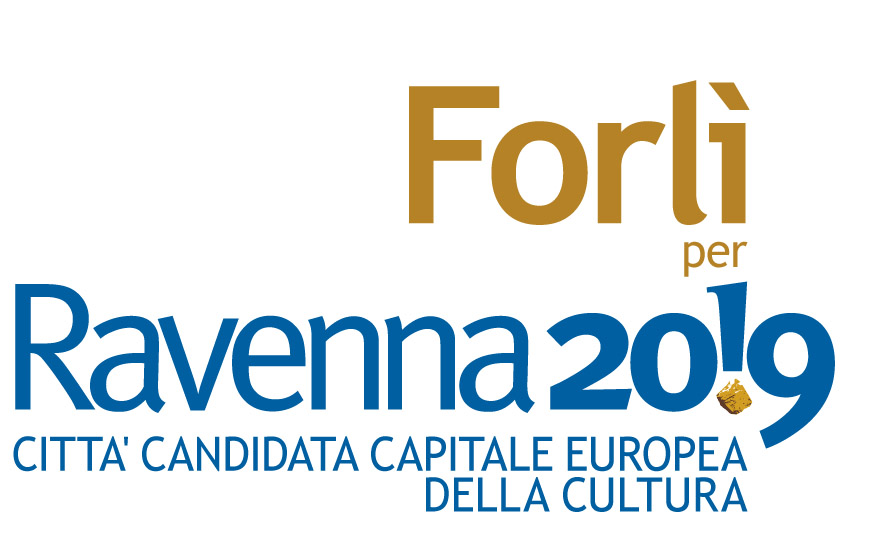 Forlì
per
Ravenna 2019
CITTA' CANDIDATA CAPITALE EUROPEA
DELLA CULTURA